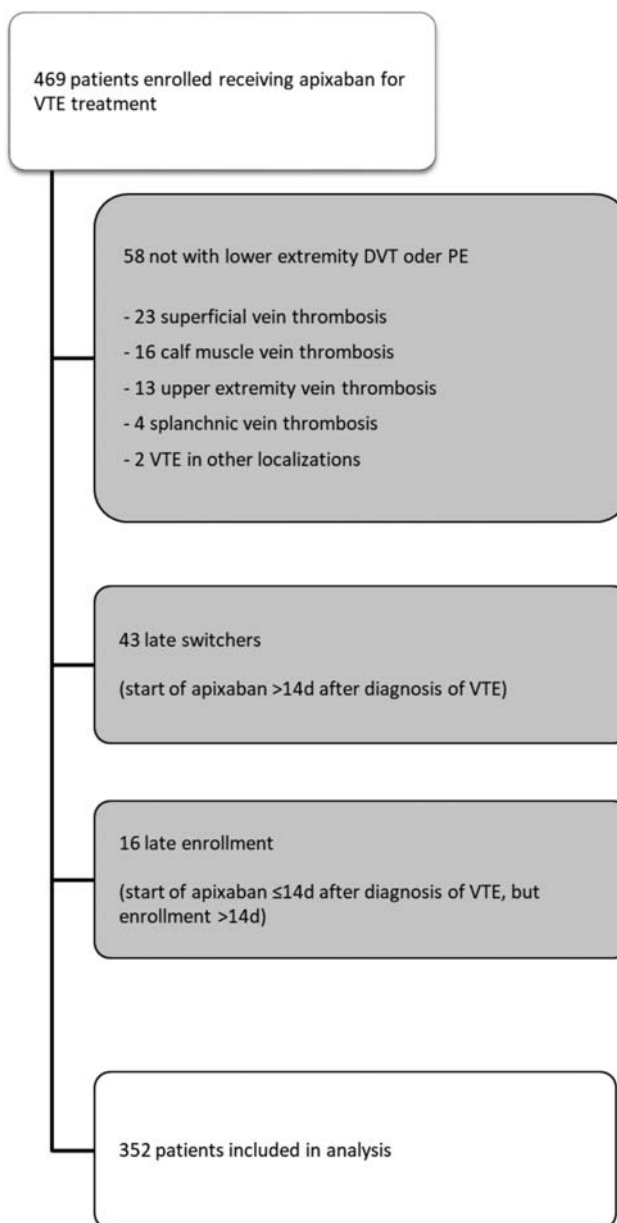 469 patients enrolled receiving apixaban for
VTE treatment
58 not with lower extremity DVT oder PE
- 23 superficial vein thrombosis
- 16 calf muscle vein thrombosis
- 13 upper extremity vein thrombosis
- 4 splanchnic vein thrombosis
- 2 VTE in other localizations
43 late switchers
(start of apixaban >14d after diagnosis of VTE)
16 late enrollment
(start of apixaban ≤14d after diagnosis of VTE, but
enrollment >14d)
352 patients included in analysis